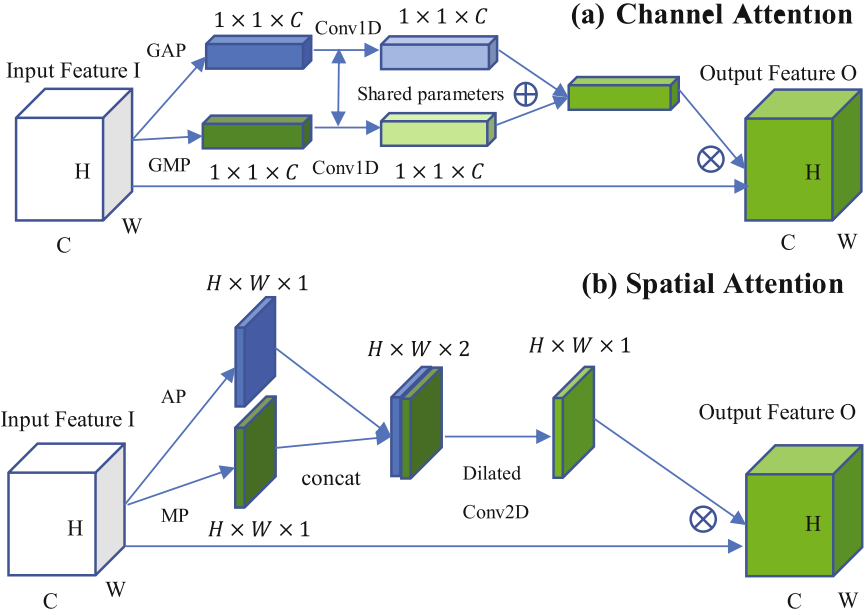 (a) Channel Attention
1 × 1 × C
Conv1D
1 × 1 × C
GAP
Input Feature I
Output Feature O
Shared parameters
⊕
H
GMP
Conv1D
⊗
H
1 × 1 × C
1 × 1 × C
W
C
C
W
(b) Spatial Attention
H × W × 1
H × W × 2
H × W × 1
AP
Input Feature I
Output Feature O
concat
Dilated
Conv2D
MP
H × W × 1
⊗
H
H
W
C
C
W